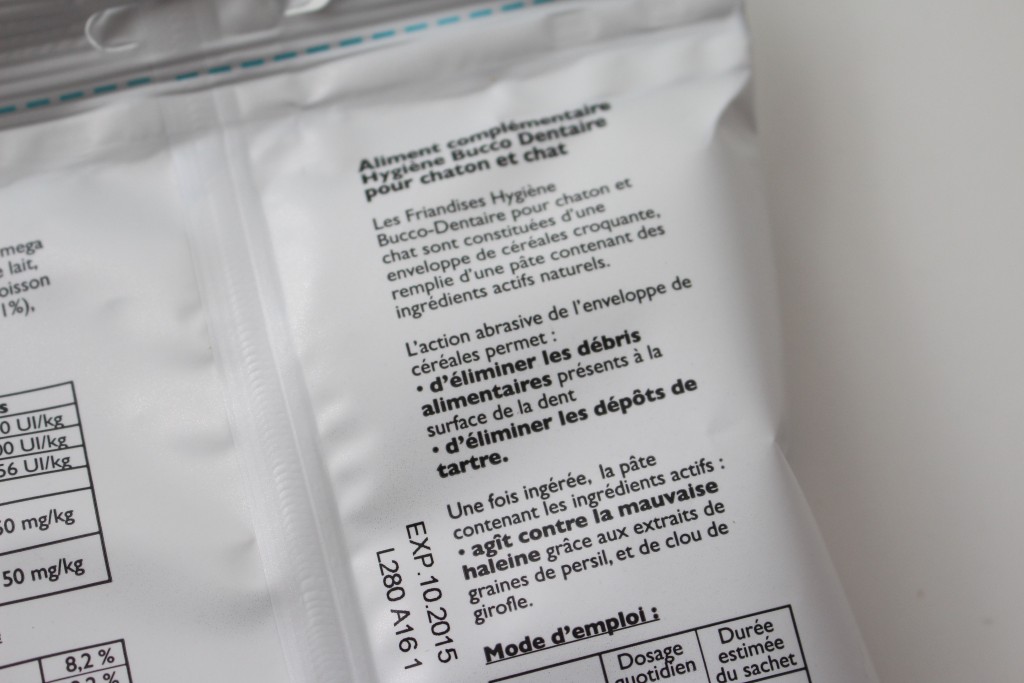 mega
lait,
oisson
1%),
s
0 UI/kg
00 UI/kg
56 UI/kg
50 mg/kg
50 mg/kg
8,2 %
Aliment complémentaire
Hygiène Bucco Dentaire
pour chaton et chat
Les Friandises Hygiène
Bucco-Dentaire pour chaton et
chat sont constituées d'une
enveloppe de céréales croquante,
remplie d'une pâte contenant des
ingrédients actifs naturels.
L'action abrasive de l'enveloppe de
céréales permet :
• d'éliminer les débris
alimentaires présents à la
surface de la dent
• d'éliminer les dépôts de
tartre.
Une fois ingérée, la pâte
contenant les ingrédients actifs :
• agît contre la mauvaise
haleine grâce aux extraits de
graines de persil, et de clou de
girofle.
EXP.10.2015
L280 A16 1
Mode d'emploi :
Dosage
quotidien
Durée
estimée
du sachet